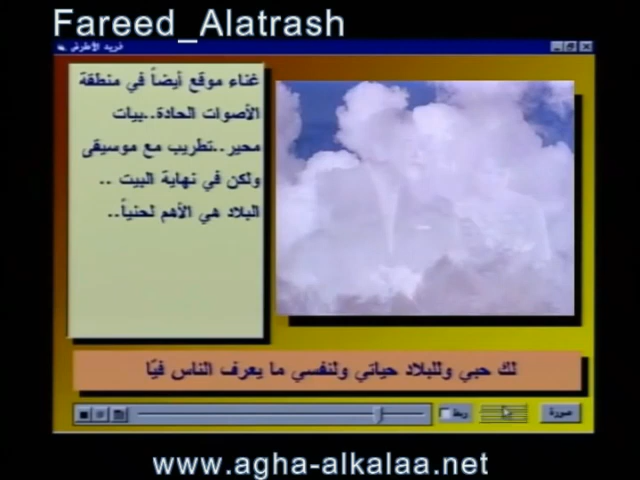 Fareed_Alatrash
فريد الأطرش
غناء موقع أيضاً في منطقة
الأصوات الحادة..بيات
محير..تطريب مع موسيقى
ولكن في نهاية البيت ..
البلاد هي الأهم لحنياً..
لك حبي وللبلاد حياتي ولنفسي ما يعرف الناس فيّا
ربط
صورة
www.agha-alkalaa.net